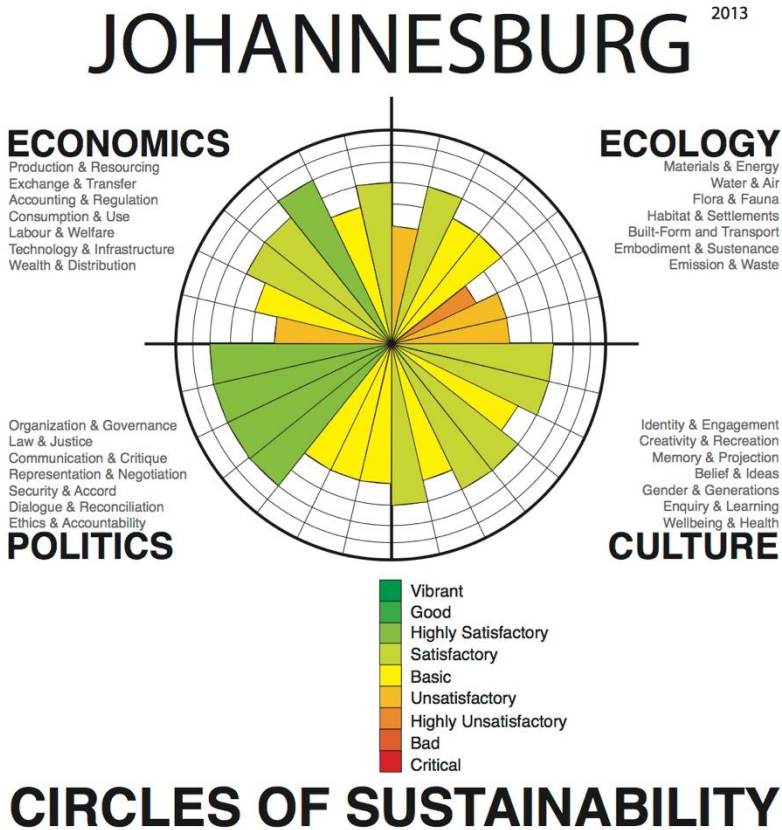 JOHANNESBURG 2013
ECONOMICS
Production & Resourcing
Exchange & Transfer
Accounting & Regulation
Consumption & Use
Labour & Welfare
Technology & Infrastructure
Wealth & Distribution
ECOLOGY
Materials & Energy
Water & Air
Flora & Fauna
Habitat & Settlements
Built-Form and Transport
Embodiment & Sustenance
Emission & Waste
Organization & Governance
Law & Justice
Communication & Critique
Representation & Negotiation
Security & Accord
Dialogue & Reconciliation
Ethics & Accountability
POLITICS
Identity & Engagement
Creativity & Recreation
Memory & Projection
Belief & Ideas
Gender & Generations
Enquiry & Learning
Wellbeing & Health
CULTURE
Vibrant
Good
Highly Satisfactory
Satisfactory
Basic
Unsatisfactory
Highly Unsatisfactory
Bad
Critical
CIRCLES OF SUSTAINABILITY